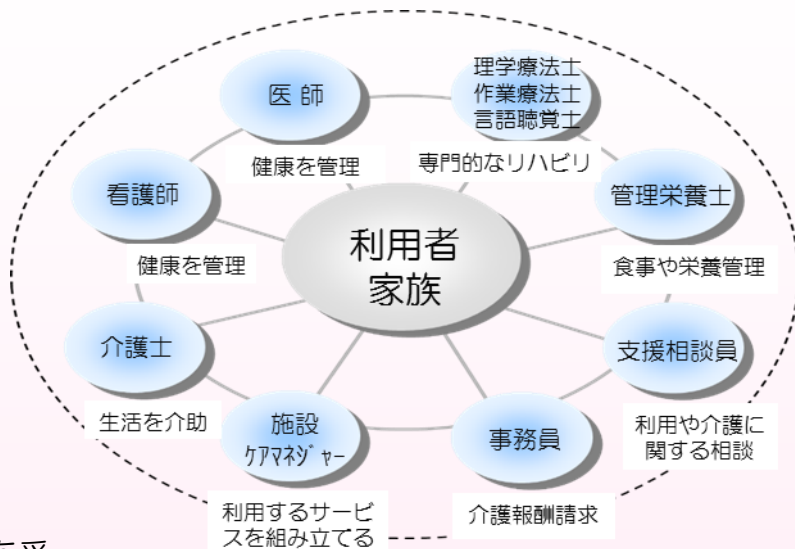 医 師
健康を管理
理学療法士
作業療法士
言語聴覚士
専門的なリハビリ
看護師
健康を管理
管理栄養士
食事や栄養管理
利用者
家族
介護士
生活を介助
支援相談員
利用や介護に
関する相談
施設
ｹｱﾏﾈｼﾞｬｰ
利用するサービ
スを組み立てる
事務員
介護報酬請求